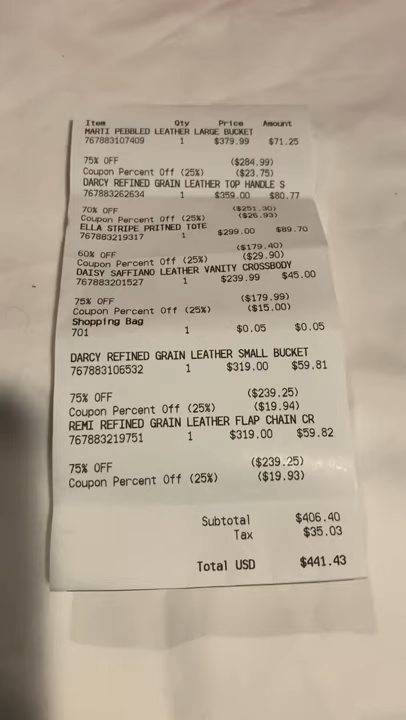 Item Qty Price Amount
MARTI PEBBLED LEATHER LARGE BUCKET
767883107409 1 $379.99 $71.25
75% OFF ($284.99)
Coupon Percent Off (25%) ($23.75)
DARCY REFINED GRAIN LEATHER TOP HANDLE S
767883262634 1 $359.00 $80.77
70% OFF ($251.30)
Coupon Percent Off (25%) ($26.93)
ELLA STRIPE PRITNED TOTE
767883219317 1 $299.00 $89.70
($179.40)
60% OFF ($29.90)
Coupon Percent Off (25%)
DAISY SAFFIANO LEATHER VANITY CROSSBODY
767883201527 1 $239.99 $45.00
75% OFF ($179.99)
Coupon Percent Off (25%) ($15.00)
Shopping Bag
701 1 $0.05 $0.05
DARCY REFINED GRAIN LEATHER SMALL BUCKET
767883106532 1 $319.00 $59.81
75% OFF ($239.25)
Coupon Percent Off (25%) ($19.94)
REMI REFINED GRAIN LEATHER FLAP CHAIN CR
767883219751 1 $319.00 $59.82
75% OFF ($239.25)
Coupon Percent Off (25%) ($19.93)
Subtotal $406.40
Tax $35.03
Total USD $441.43